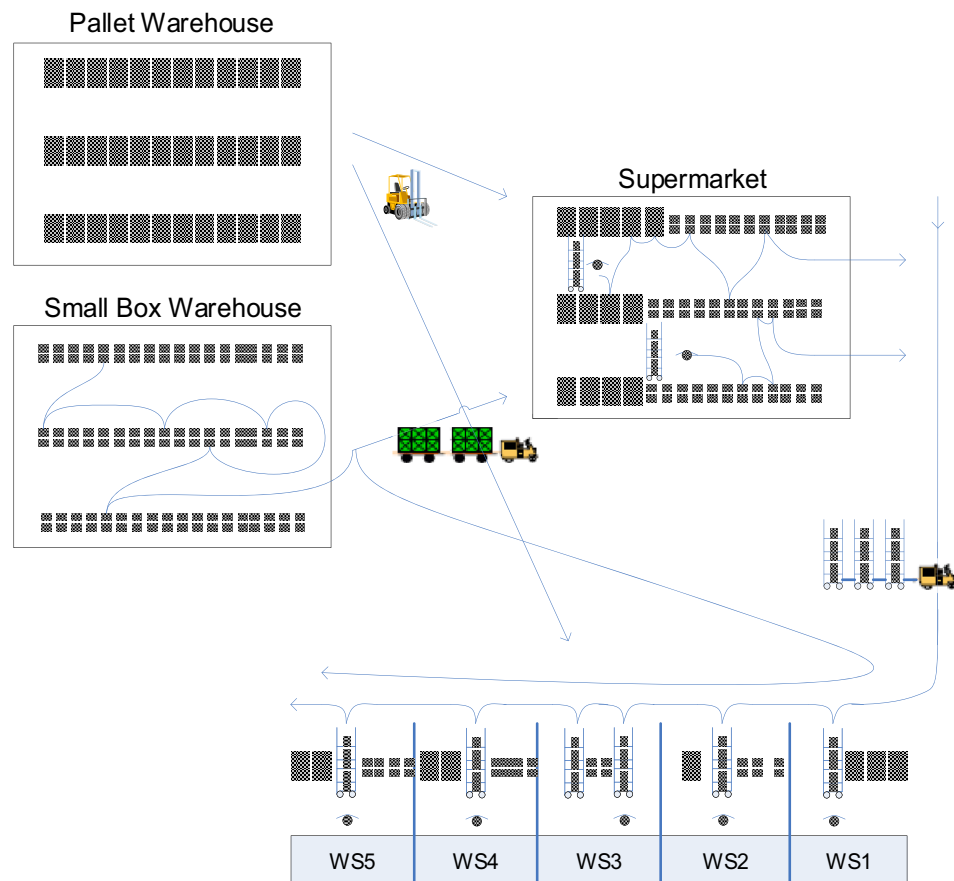 Pallet Warehouse
Supermarket
Small Box Warehouse
WS5
WS4
WS3
WS2
WS1